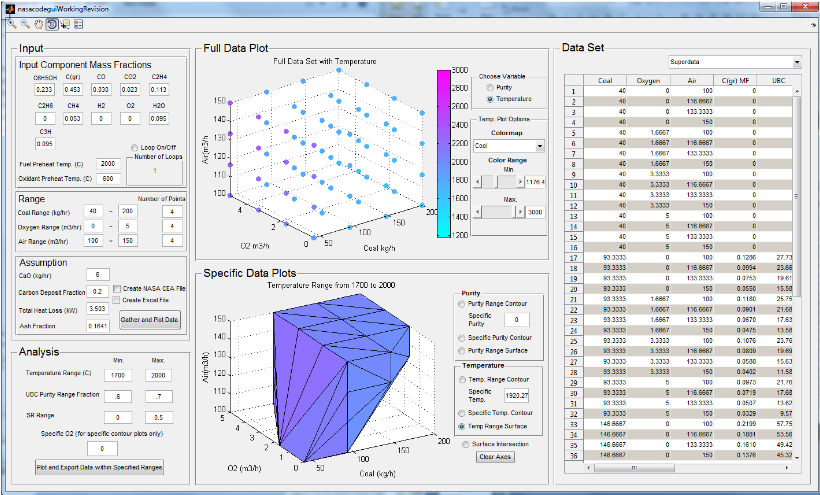 nasacodeguiWorkingRevision
Input
Input Component Mass Fractions
C6H5OH C(gr) CO CO2 C2H4
0.233 0.453 0.030 0.023 0.113
C2H6 CH4 H2 O2 H2O
0 0.053 0 0 0.095
C3H
0.095
Loop On/Off
Number of Loops
1
Fuel Preheat Temp. (C) 2000
Oxidant Preheat Temp. (C) 600
Range
Number of Points
Coal Range (kg/hr) 40 ~ 200 4
Oxygen Range (m3/hr) 0 ~ 5 4
Air Range (m3/hr) 100 ~ 150 4
Assumption
CaO (kg/hr) 6
Carbon Deposit Fraction 0.2
Create NASA CEA File
Create Excel File
Total Heat Loss (kW) 3.503
Ash Fraction 0.1641
Gather and Plot Data
Analysis
Min. Max.
Temperature Range (C) 1700 2000
UBC Purity Range Fraction .6 .7
SR Range 0 0.5
Specific O2 (for specific contour plots only)
0
Plot and Export Data within Specified Ranges
Full Data Plot
Full Data Set with Temperature
Air(m3/h)
150
140
130
120
110
100
4
2
0
O2 m3/h
50
100
150
200
Coal kg/h
3000
2800
2600
2400
2200
2000
1800
1600
1400
1200
Choose Variable
Purity
Temperature
Temp. Plot Options
Colormap
Cool
Color Range
Min.
1176.4
Max.
3000
Specific Data Plots
Temperature Range from 1700 to 2000
Air(m3/h)
150
140
130
120
110
100
5
4
3
2
1
0
O2 (m3/h)
50
100
150
200
Coal (kg/h)
Purity
Purity Range Contour
Specific Purity 0
Specific Purity Contour
Purity Range Surface
Temperature
Temp. Range Contour
Specific Temp. 1920.27
Specific Temp. Contour
Temp Range Surface
Surface Intersection
Clear Axes
Data Set
Superdata
Coal Oxygen Air C(gr) MF UBC
1 40 0 100 0
2 40 0 116.6667 0
3 40 0 133.3333 0
4 40 0 150 0
5 40 1.6667 100 0
6 40 1.6667 116.6667 0
7 40 1.6667 133.3333 0
8 40 1.6667 150 0
9 40 3.3333 100 0
10 40 3.3333 116.6667 0
11 40 3.3333 133.3333 0
12 40 3.3333 150 0
13 40 5 100 0
14 40 5 116.6667 0
15 40 5 133.3333 0
16 40 5 150 0
17 93.3333 0 100 0.1286 27.73
18 93.3333 0 116.6667 0.0994 23.66
19 93.3333 0 133.3333 0.0753 19.61
20 93.3333 0 150 0.0550 15.58
21 93.3333 1.6667 100 0.1180 25.75
22 93.3333 1.6667 116.6667 0.0901 21.68
23 93.3333 1.6667 133.3333 0.0670 17.63
24 93.3333 1.6667 150 0.0475 13.58
25 93.3333 3.3333 100 0.1076 23.76
26 93.3333 3.3333 116.6667 0.0809 19.69
27 93.3333 3.3333 133.3333 0.0588 15.63
28 93.3333 3.3333 150 0.0402 11.58
29 93.3333 5 100 0.0973 21.76
30 93.3333 5 116.6667 0.0719 17.68
31 93.3333 5 133.3333 0.0507 13.62
32 93.3333 5 150 0.0329 9.57
33 146.6667 0 100 0.2199 57.75
34 146.6667 0 116.6667 0.1881 53.56
35 146.6667 0 133.3333 0.1610 49.42
36 146.6667 0 150 0.1376 45.32